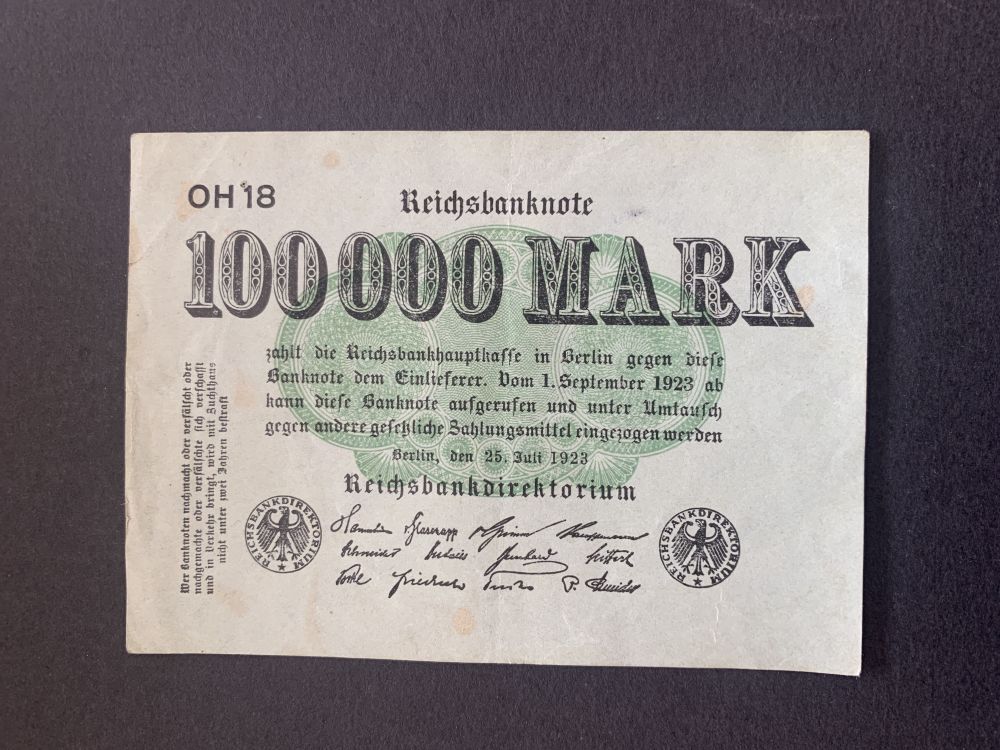 OH 18
Reichsbanknote
100000 MARK
zahlt die Reichsbankhauptkasse in Berlin gegen diese
Banknote dem Einlieferer. Vom 1. September 1923 ab
kann diese Banknote aufgerufen und unter Umtausch
gegen andere gesetzliche Zahlungsmittel eingezogen werden
Berlin, den 25. Juli 1923
Reichsbankdirektorium
Wer Banknoten nachmacht oder verfälscht oder
nachgemachte oder verfälschte sich verschafft
und in Verkehr bringt, wird mit Zuchthaus
nicht unter zwei Jahren bestraft
REICHSBANKDIREKTORIUM
REICHSBANKDIREKTORIUM